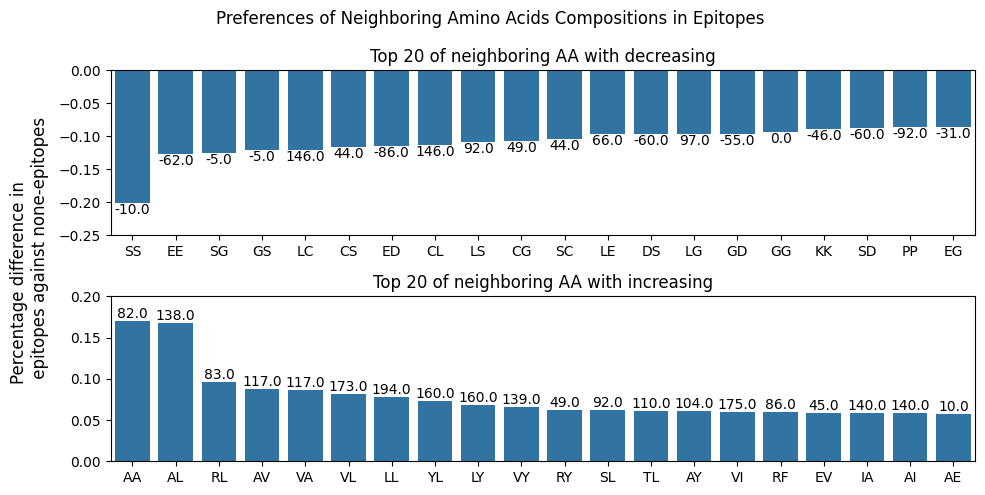 Preferences of Neighboring Amino Acids Compositions in Epitopes
Percentage difference in
epitopes against none-epitopes
Top 20 of neighboring AA with decreasing
0.00
−0.05
−0.10
−0.15
−0.20
−0.25
-10.0 -62.0 -5.0 -5.0 146.0 44.0 -86.0 146.0 92.0 49.0 44.0 66.0 -60.0 97.0 -55.0 0.0 -46.0 -60.0 -92.0 -31.0
SS EE SG GS LC CS ED CL LS CG SC LE DS LG GD GG KK SD PP EG
Top 20 of neighboring AA with increasing
0.20
0.15
0.10
0.05
0.00
82.0 138.0 83.0 117.0 117.0 173.0 194.0 160.0 160.0 139.0 49.0 92.0 110.0 104.0 175.0 86.0 45.0 140.0 140.0 10.0
AA AL RL AV VA VL LL YL LY VY RY SL TL AY VI RF EV IA AI AE